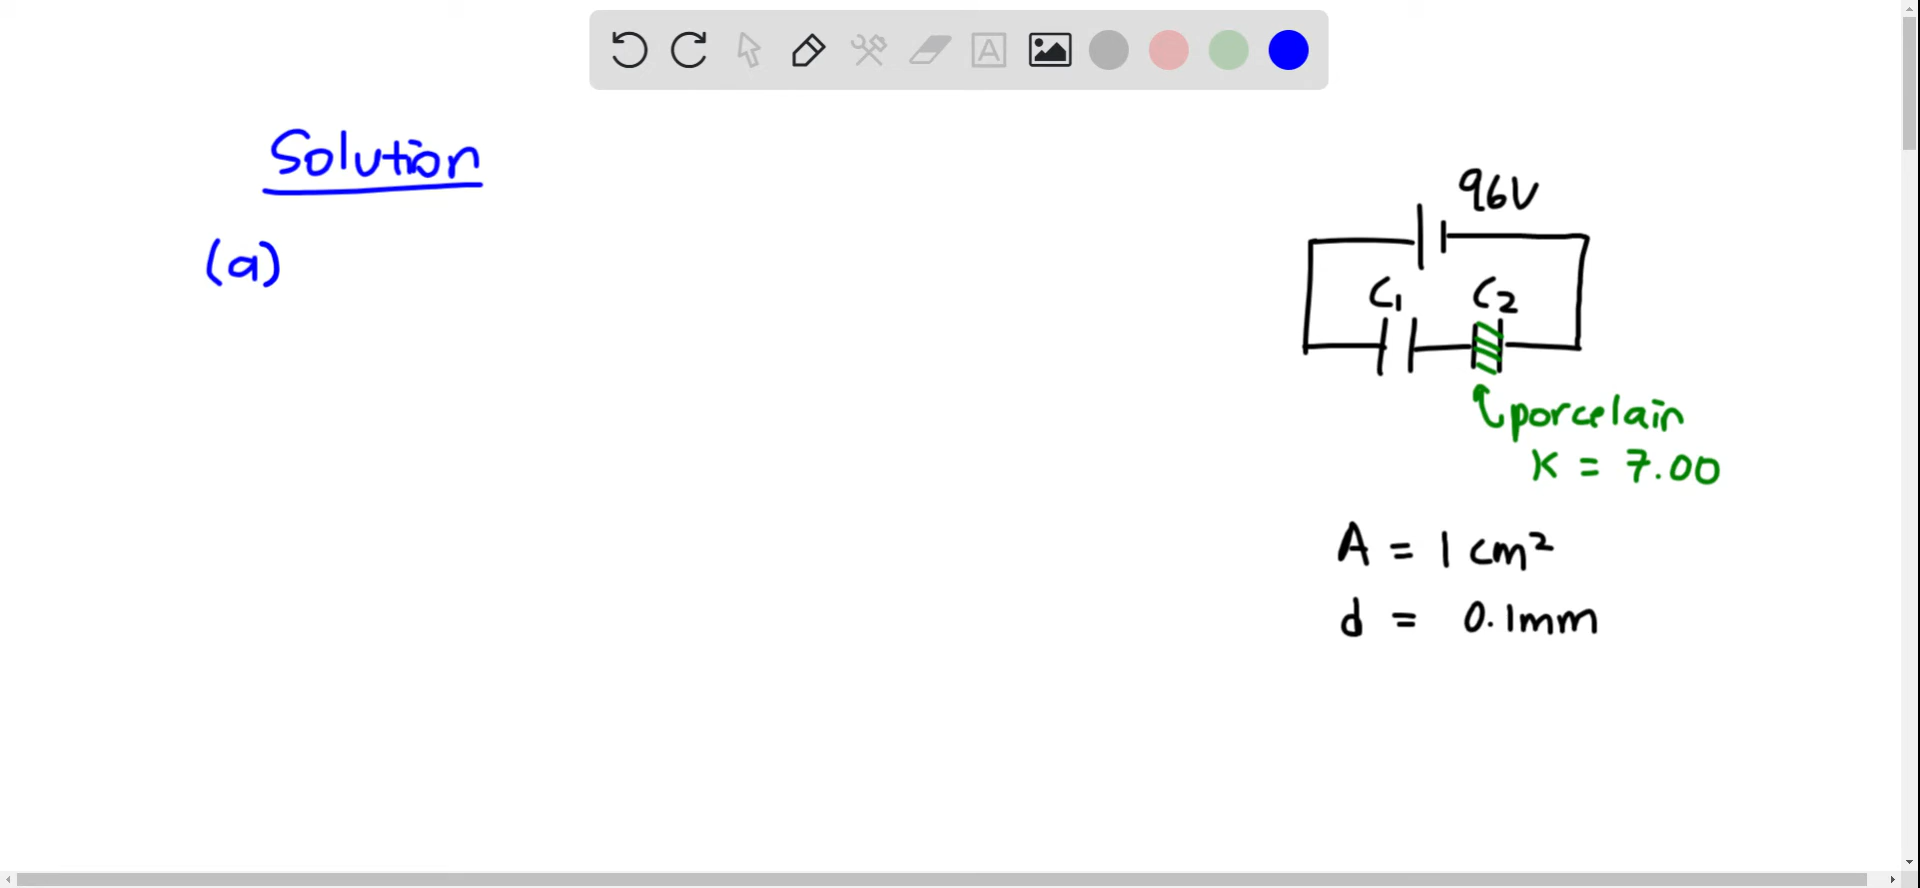 Solution
(a)
96V
C1 C2
porcelain
K = 7.00
A = 1 cm²
d = 0.1mm
A